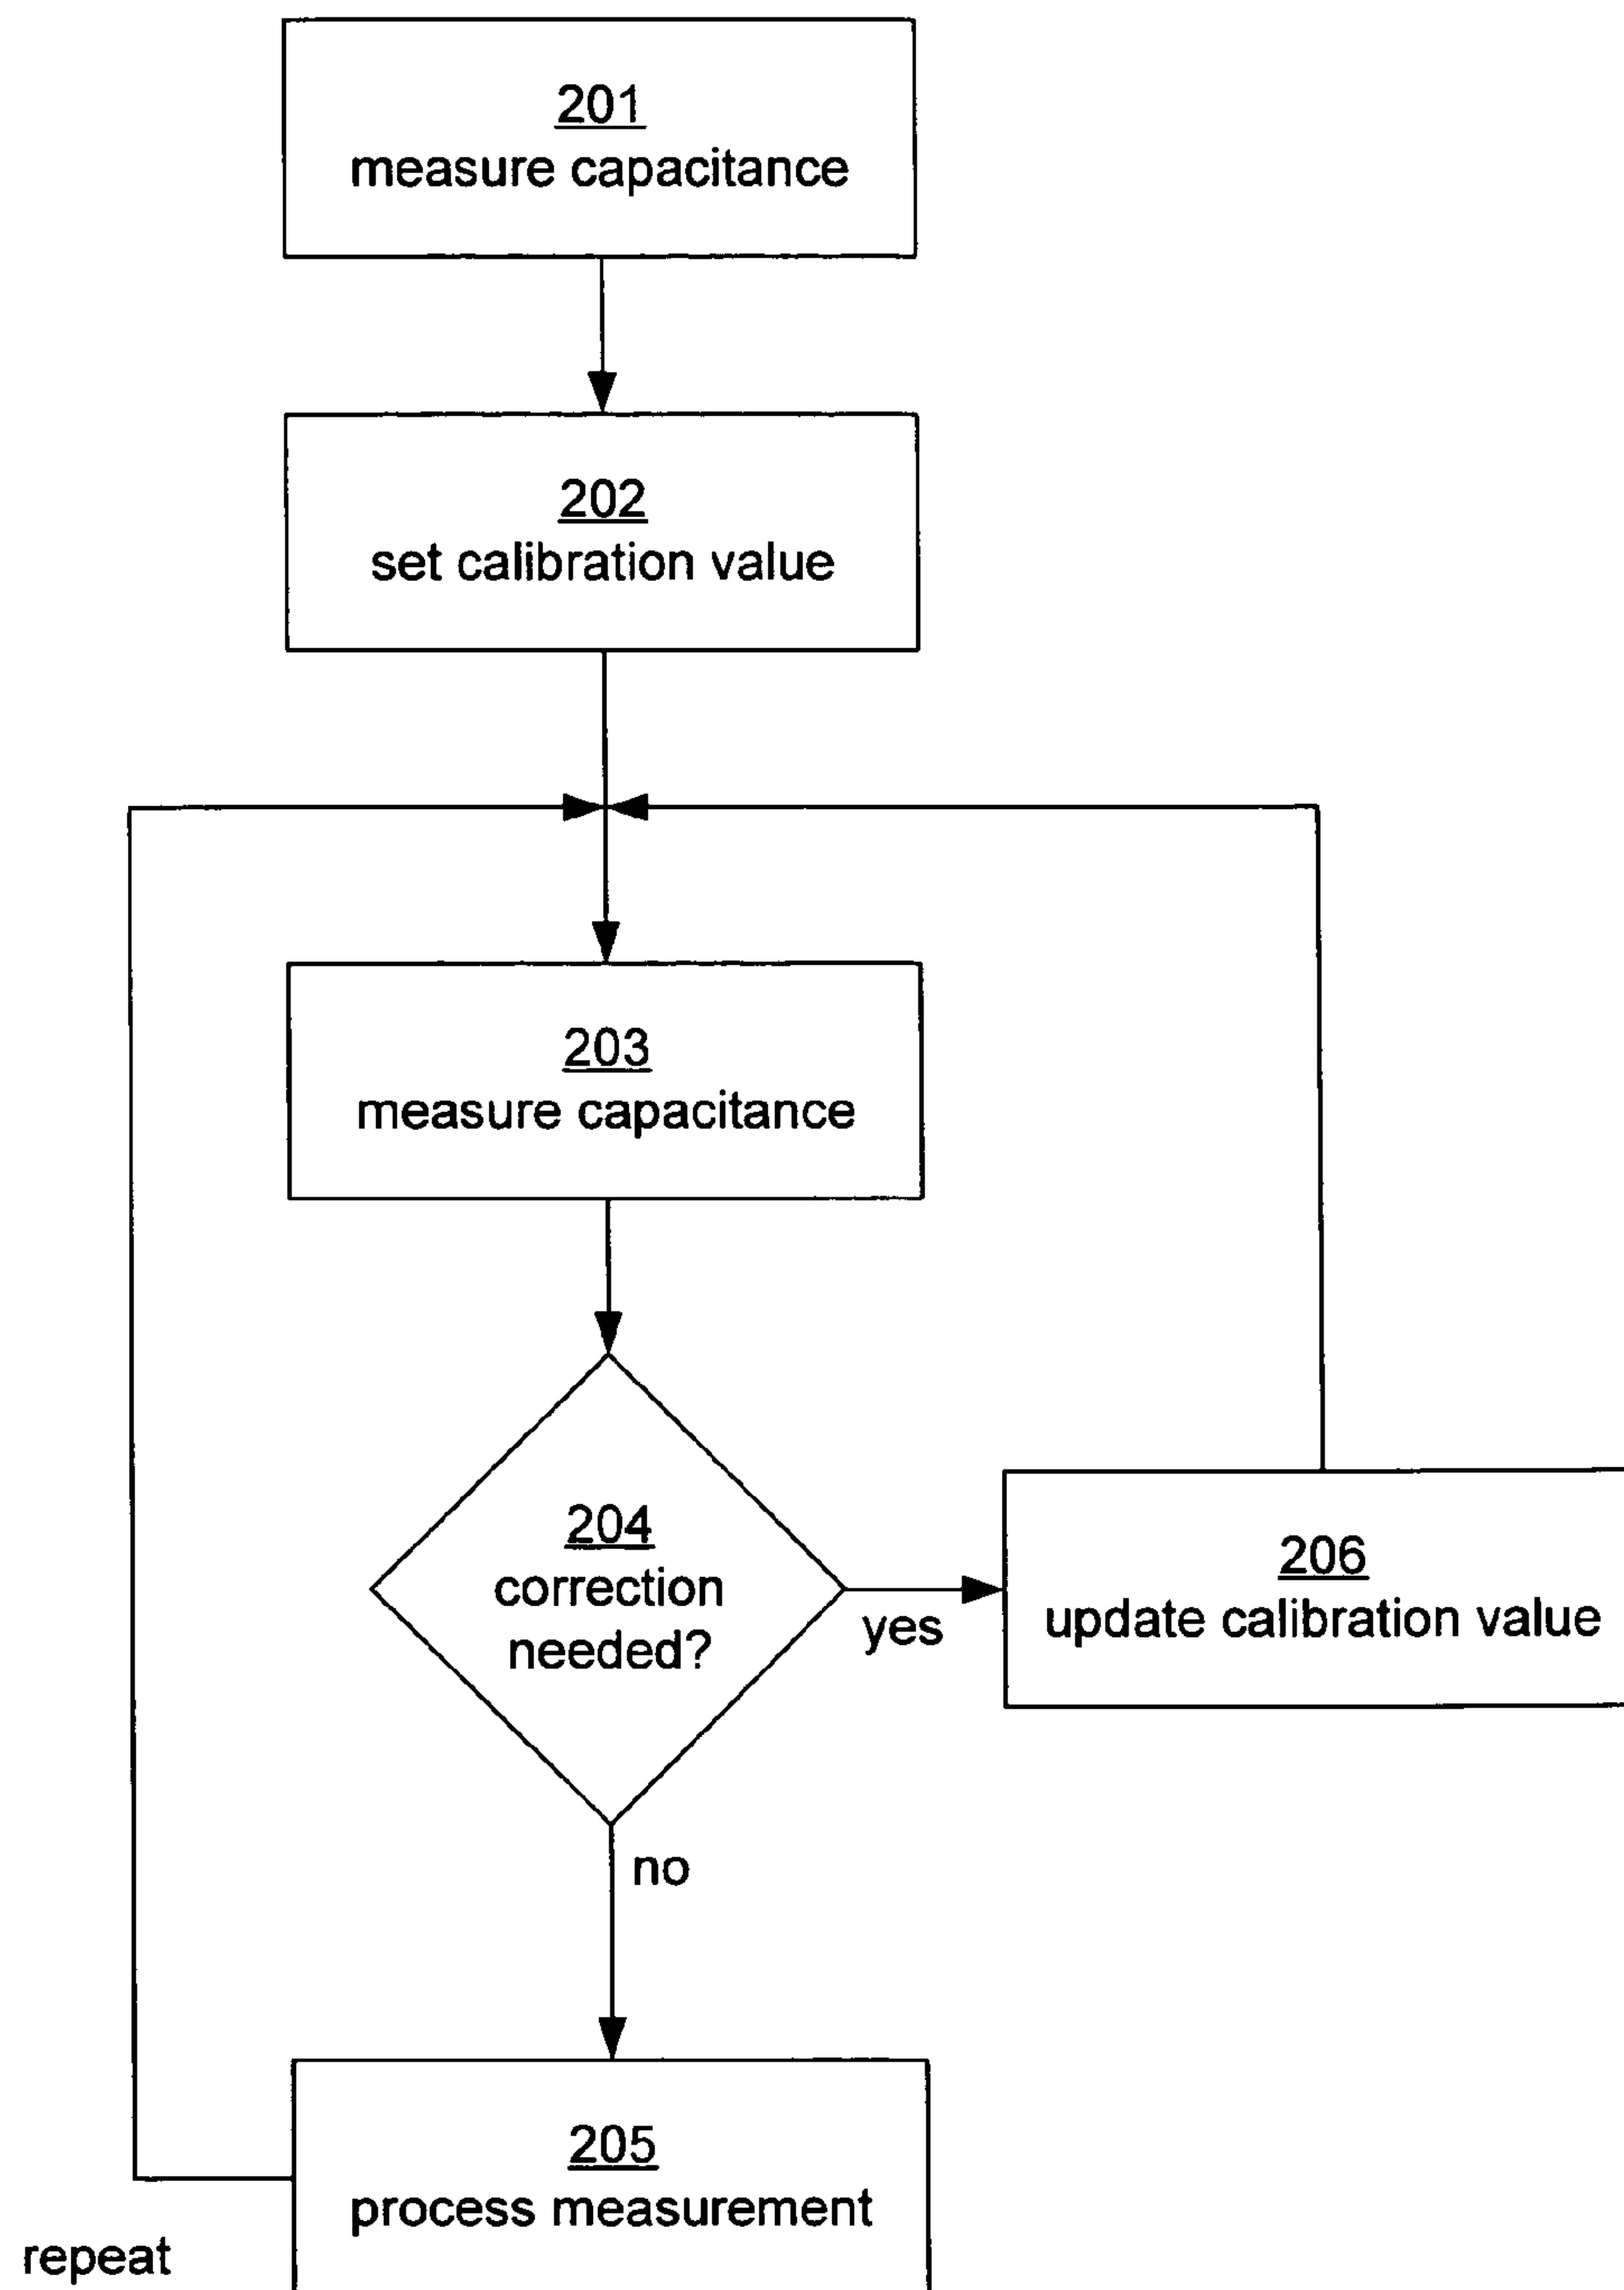 201
measure capacitance
202
set calibration value
203
measure capacitance
204
correction
needed?
yes
206
update calibration value
no
205
process measurement
repeat